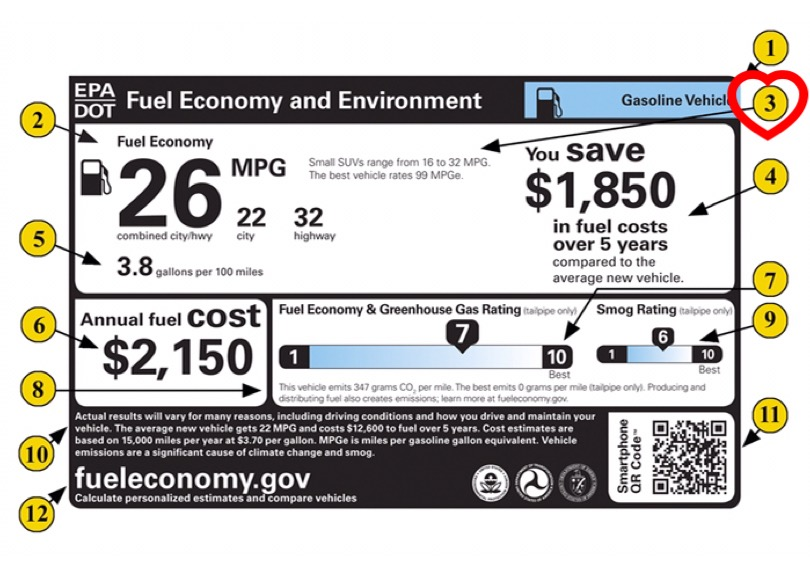 1
EPA
DOT
Fuel Economy and Environment
Gasoline Vehicle
3
2
Fuel Economy
26
MPG
22
32
combined city/hwy
city
highway
Small SUVs range from 16 to 32 MPG.
The best vehicle rates 99 MPGe.
You save
$1,850
in fuel costs
over 5 years
compared to the
average new vehicle.
4
5
3.8 gallons per 100 miles
7
6
Annual fuel cost
$2,150
Fuel Economy & Greenhouse Gas Rating (tailpipe only)
7
1
10
Best
Smog Rating (tailpipe only)
6
1
10
Best
9
8
This vehicle emits 347 grams CO₂ per mile. The best emits 0 grams per mile (tailpipe only). Producing and
distributing fuel also creates emissions; learn more at fueleconomy.gov.
10
Actual results will vary for many reasons, including driving conditions and how you drive and maintain your
vehicle. The average new vehicle gets 22 MPG and costs $12,600 to fuel over 5 years. Cost estimates are
based on 15,000 miles per year at $3.70 per gallon. MPGe is miles per gasoline gallon equivalent. Vehicle
emissions are a significant cause of climate change and smog.
11
Smartphone
QR Code™
12
fueleconomy.gov
Calculate personalized estimates and compare vehicles